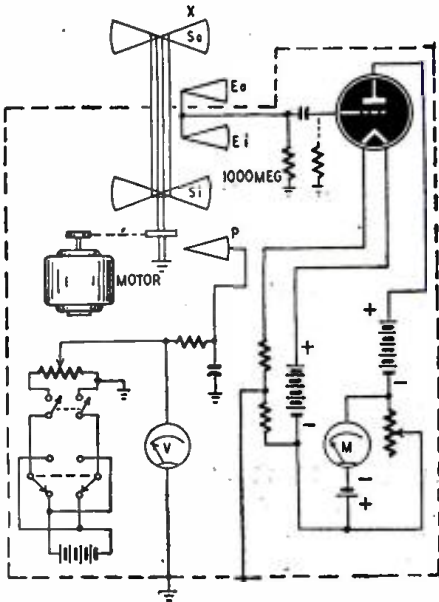 X
So
Eo
Ei
1000MEG
Si
P
MOTOR
+
+
-
-
V
M
-
+